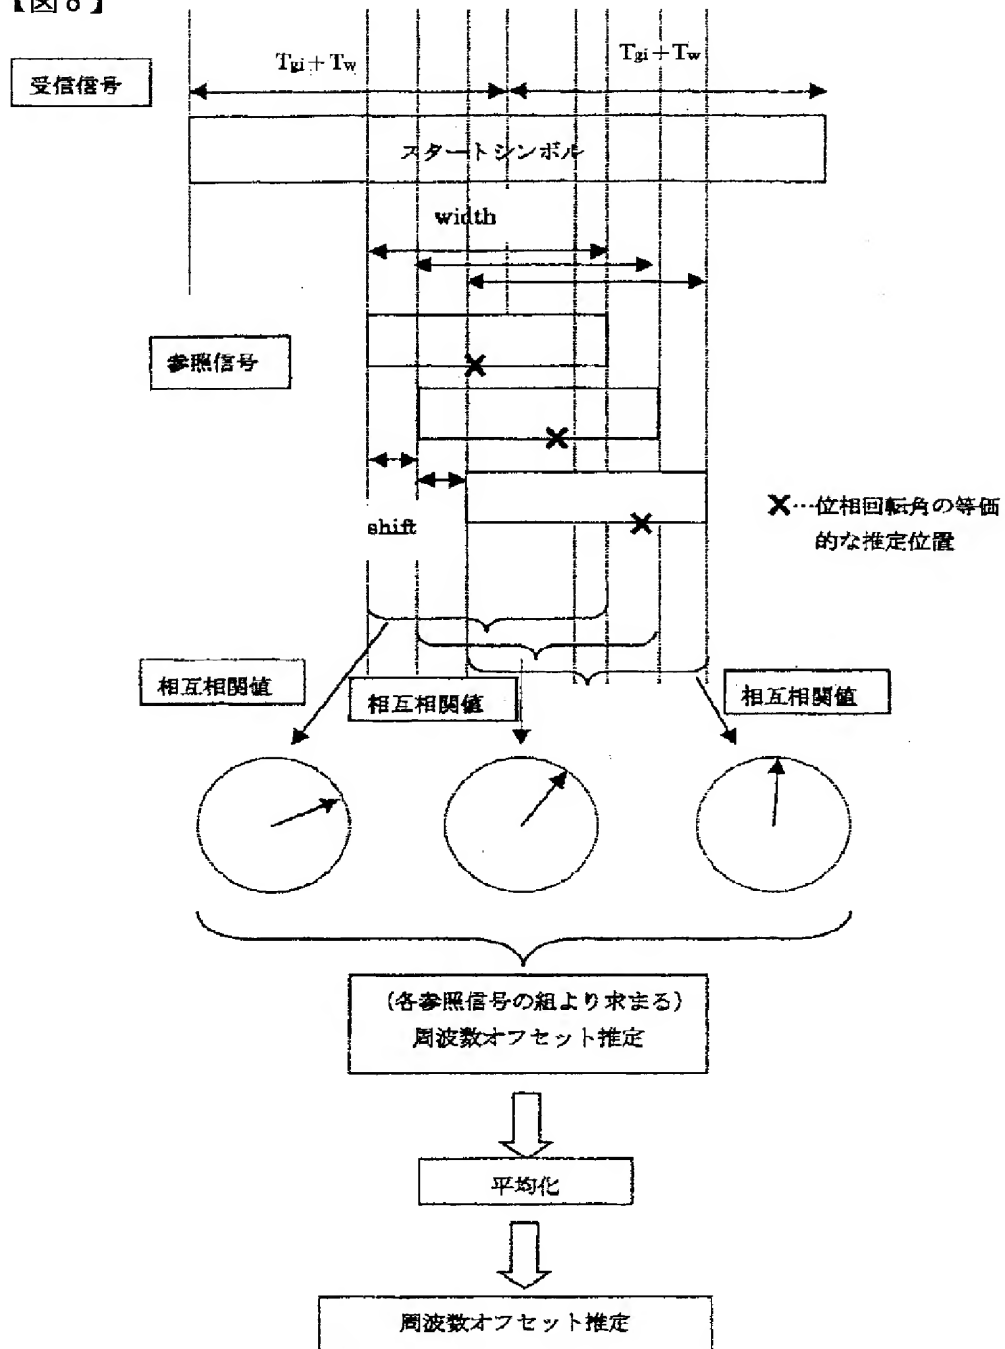 【図8】
Tgi+Tw
Tgi+Tw
受信信号
スタートシンボル
width
参照信号
shift
×…位相回転角の等価
的な推定位置
相互相関値
相互相関値
相互相関値
(各参照信号の組より求まる)
周波数オフセット推定
平均化
周波数オフセット推定